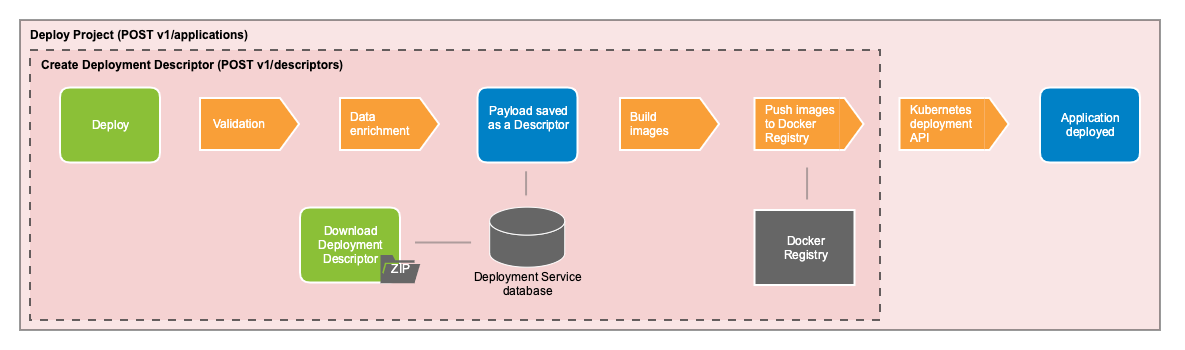 Deploy Project (POST v1/applications)
Create Deployment Descriptor (POST v1/descriptors)
Deploy
Validation
Data
enrichment
Payload saved
as a Descriptor
Build
images
Push Images
to Docker
Registry
Kubernetes
deployment
API
Application
deployed
Download
Deployment
Descriptor
ZIP
Deployment Service
database
Docker
Registry